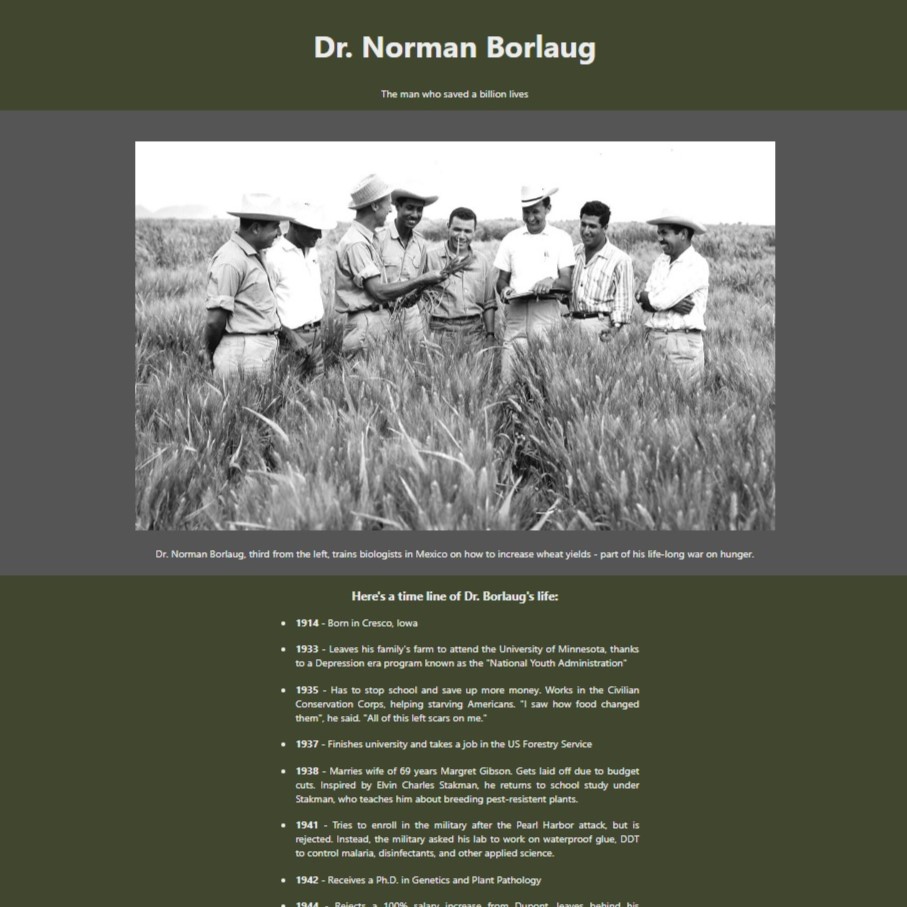 Dr. Norman Borlaug
The man who saved a billion lives
Dr. Norman Borlaug, third from the left, trains biologists in Mexico on how to increase wheat yields - part of his life-long war on hunger.
Here's a time line of Dr. Borlaug's life:
1914 - Born in Cresco, Iowa
1933 - Leaves his family's farm to attend the University of Minnesota, thanks
to a Depression era program known as the "National Youth Administration"
1935 - Has to stop school and save up more money. Works in the Civilian
Conservation Corps, helping starving Americans. "I saw how food changed
them", he said. "All of this left scars on me."
1937 - Finishes university and takes a job in the US Forestry Service
1938 - Marries wife of 69 years Margret Gibson. Gets laid off due to budget
cuts. Inspired by Elvin Charles Stakman, he returns to school study under
Stakman, who teaches him about breeding pest-resistent plants.
1941 - Tries to enroll in the military after the Pearl Harbor attack, but is
rejected. Instead, the military asked his lab to work on waterproof glue, DDT
to control malaria, disinfectants, and other applied science.
1942 - Receives a Ph.D. in Genetics and Plant Pathology
1944 - Rejects a 100% salary increase from Dupont, leaves behind his